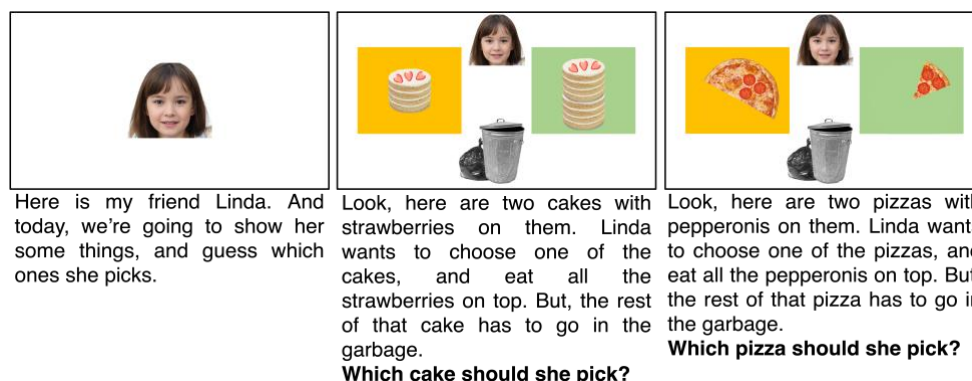 Here is my friend Linda. And
today, we're going to show her
some things, and guess which
ones she picks.
Look, here are two cakes with
strawberries on them. Linda
wants to choose one of the
cakes, and eat all the
strawberries on top. But, the rest
of that cake has to go in the
garbage.
Which cake should she pick?
Look, here are two pizzas with
pepperonis on them. Linda wants
to choose one of the pizzas, and
eat all the pepperonis on top. But,
the rest of that pizza has to go in
the garbage.
Which pizza should she pick?